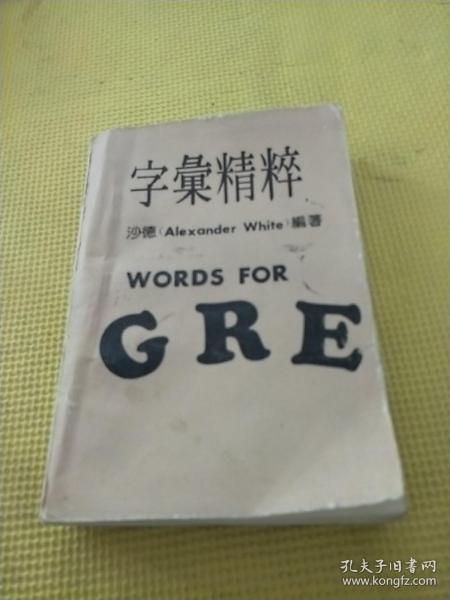 字彙精粹
沙德(Alexander White)編著
WORDS FOR
GRE
孔夫子旧书网
www.kongfz.com